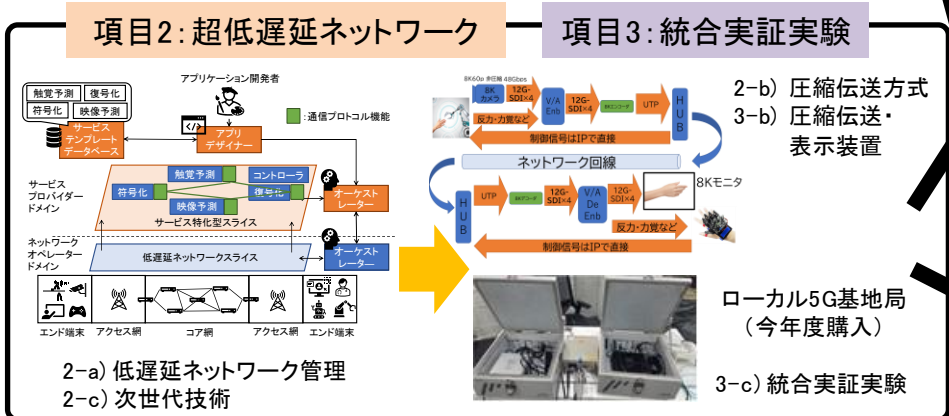 項目2:超低遅延ネットワーク
項目3:統合実証実験
アプリケーション開発者
触覚予測
復号化
符号化
映像予測
:通信プロトコル機能
サービス
テンプレート
データベース
アプリ
デザイナー
サービス
プロバイダー
ドメイン
触覚予測
コントローラ
符号化
復号化
映像予測
サービス特化型スライス
オーケスト
レーター
ネットワーク
オペレーター
ドメイン
低遅延ネットワークスライス
オーケスト
レーター
エンド端末
アクセス網
コア網
アクセス網
エンド端末
2-a)低遅延ネットワーク管理
2-c)次世代技術
8K60p 非圧縮 48Gbps
8K
カメラ
12G-
SDI×4
V/A
Enb
12G-
SDI×4
8Kエンコーダ
UTP
HUB
反力・力覚など
制御信号はIPで直接
ネットワーク回線
HUB
UTP
12G-
SDI×4
V/A
De
Enb
12G-
SDI×4
8Kモニタ
反力・力覚など
制御信号はIPで直接
2-b) 圧縮伝送方式
3-b) 圧縮伝送・
表示装置
ローカル5G基地局
(今年度購入)
3-c)統合実証実験